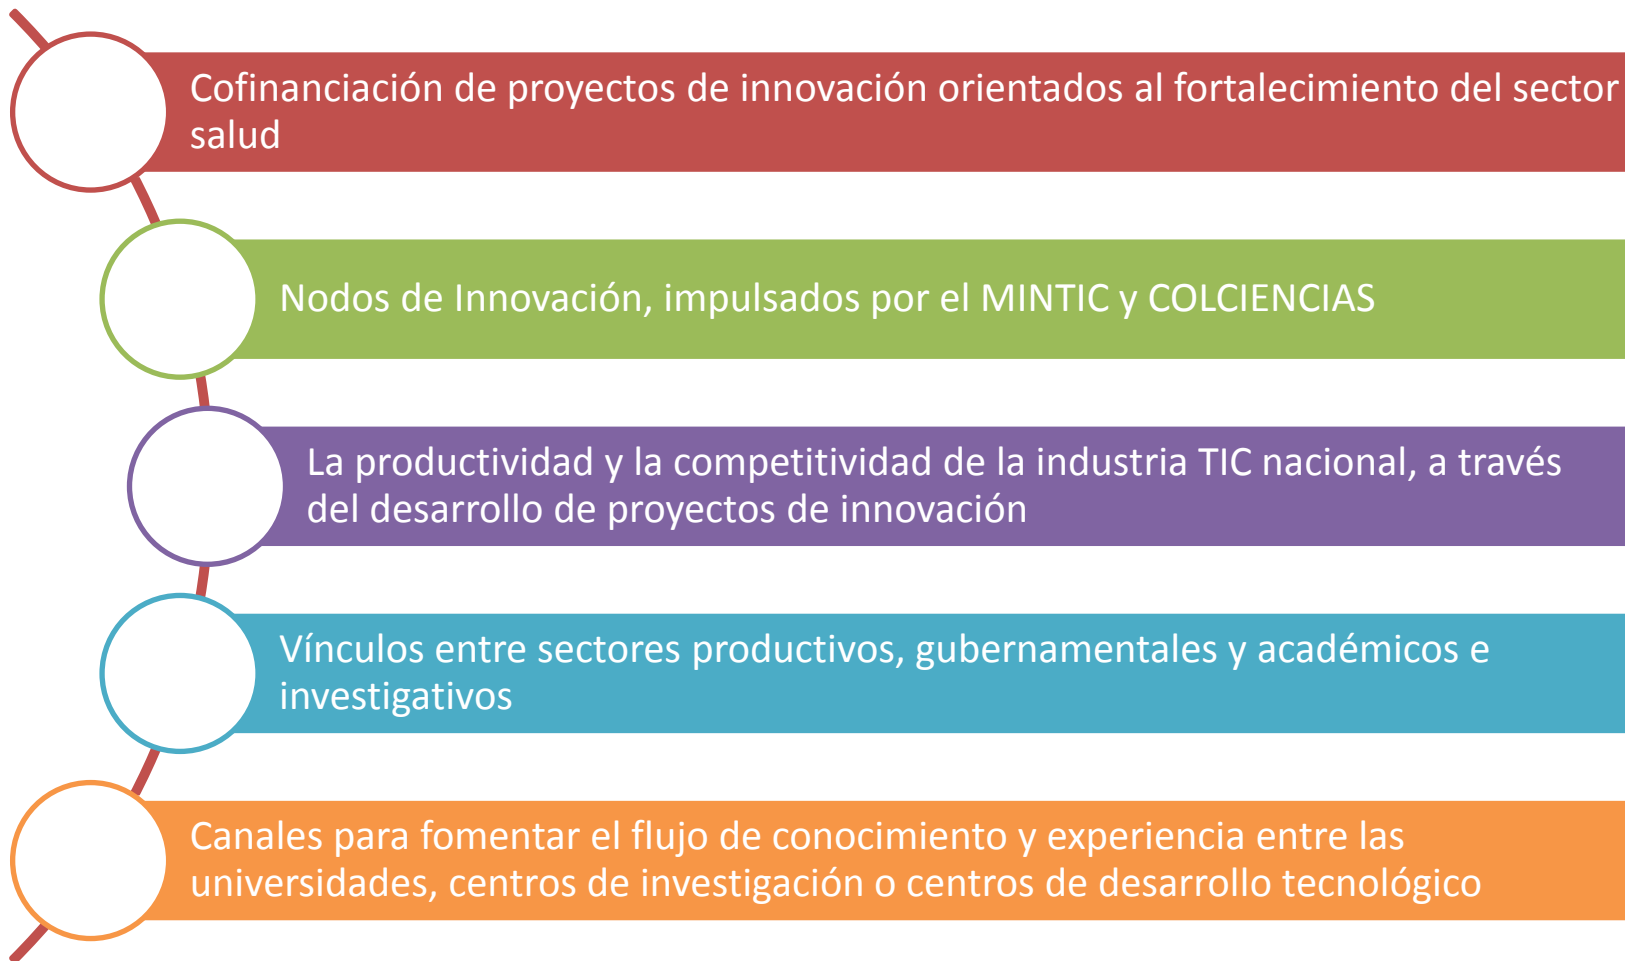 Cofinanciación de proyectos de innovación orientados al fortalecimiento del sector
salud
Nodos de Innovación, impulsados por el MINTIC y COLCIENCIAS
La productividad y la competitividad de la industria TIC nacional, a través
del desarrollo de proyectos de innovación
Vínculos entre sectores productivos, gubernamentales y académicos e
investigativos
Canales para fomentar el flujo de conocimiento y experiencia entre las
universidades, centros de investigación o centros de desarrollo tecnológico